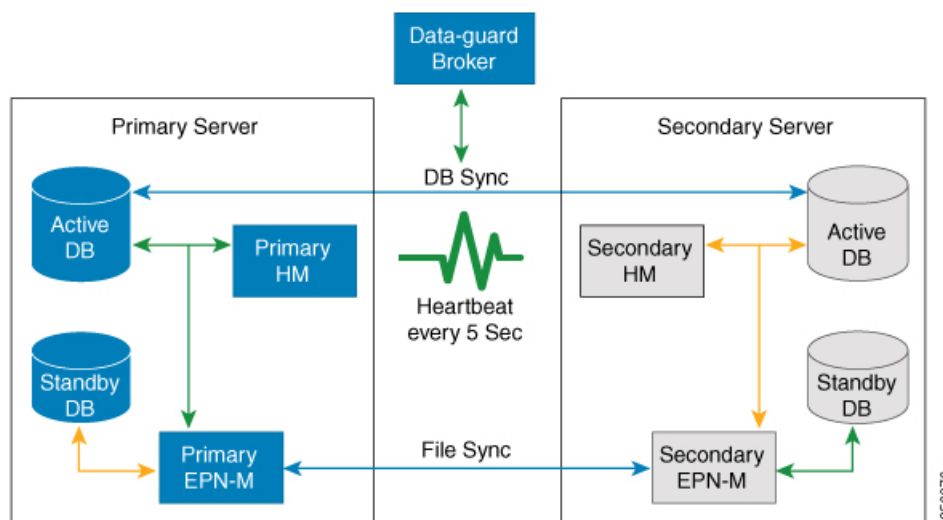 Data-guard
Broker
Primary Server
Secondary Server
DB Sync
Active
DB
Primary
HM
Secondary
HM
Active
DB
Heartbeat
every 5 Sec
Standby
DB
Standby
DB
Primary
EPN-M
File Sync
Secondary
EPN-M